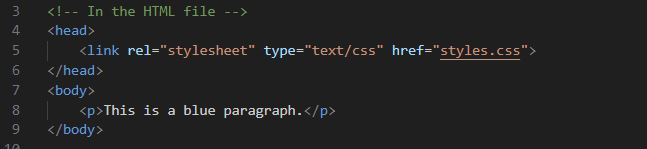 3 <!-- In the HTML file -->
4 <head>
5 <link rel="stylesheet" type="text/css" href="styles.css">
6 </head>
7 <body>
8 <p>This is a blue paragraph.</p>
9 </body>
10